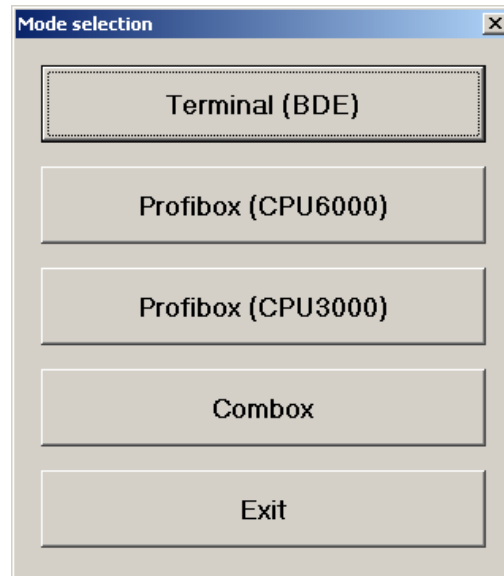 Mode selection
Terminal (BDE)
Profibox (CPU6000)
Profibox (CPU3000)
Combox
Exit